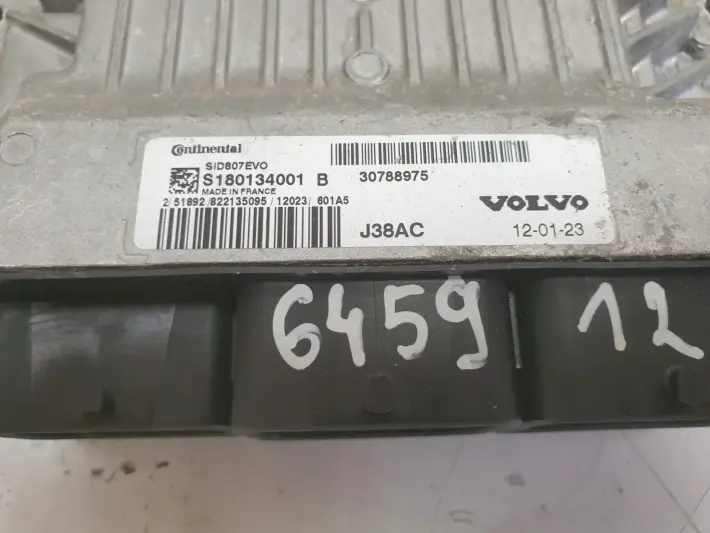 Continental
SID807EVO
S180134001 B 30788975
MADE IN FRANCE
2/51892/822135095/12023/601A5
VOLVO
J38AC 12-01-23
6459 12